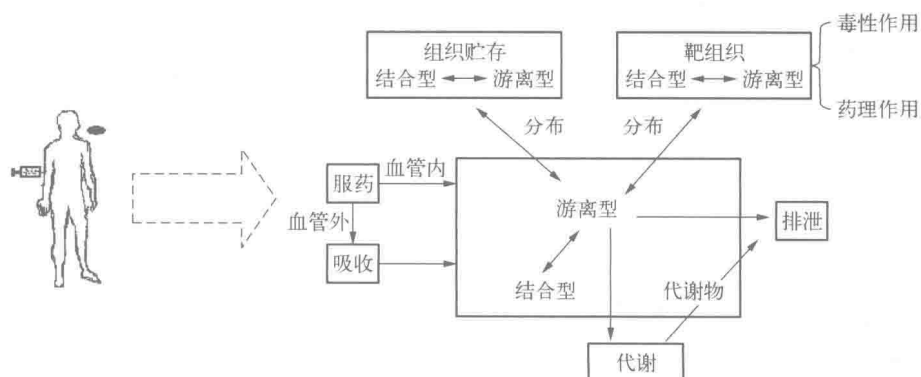 毒性作用
组织贮存
结合型 游离型
靶组织
结合型 游离型
药理作用
分布
分布
服药
血管内
血管外
吸收
游离型
结合型
排泄
代谢物
代谢